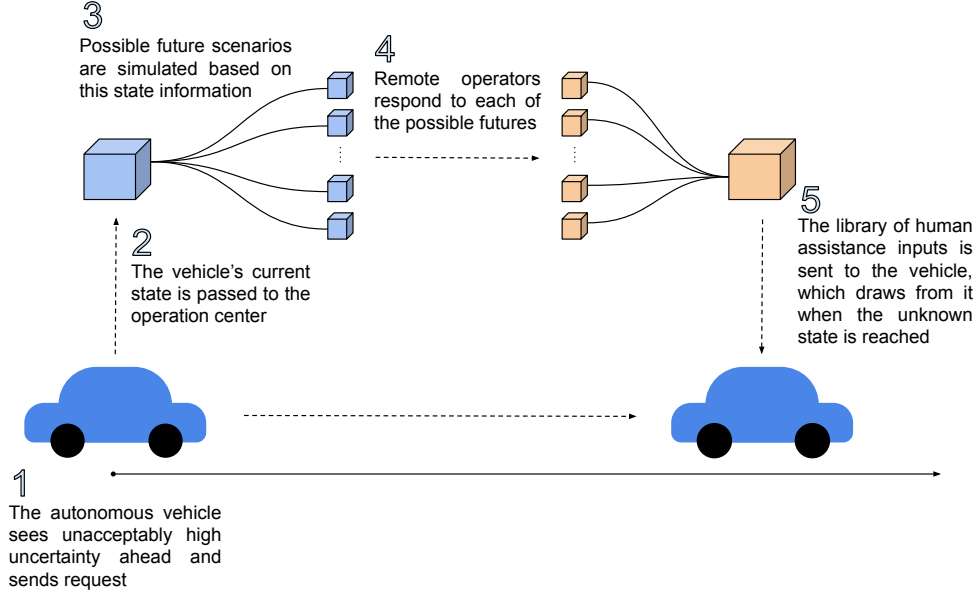 1
The autonomous vehicle
sees unacceptably high
uncertainty ahead and
sends request
2
The vehicle's current
state is passed to the
operation center
3
Possible future scenarios
are simulated based on
this state information
4
Remote operators
respond to each of
the possible futures
5
The library of human
assistance inputs is
sent to the vehicle,
which draws from it
when the unknown
state is reached